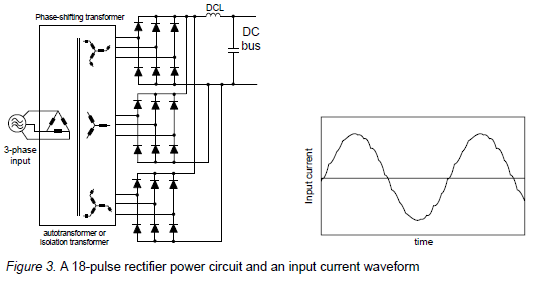 Phase-shifting transformer
DCL
DC
bus
3-phase
input
autotransformer or
isolation transformer
Input current
time
Figure 3. A 18-pulse rectifier power circuit and an input current waveform